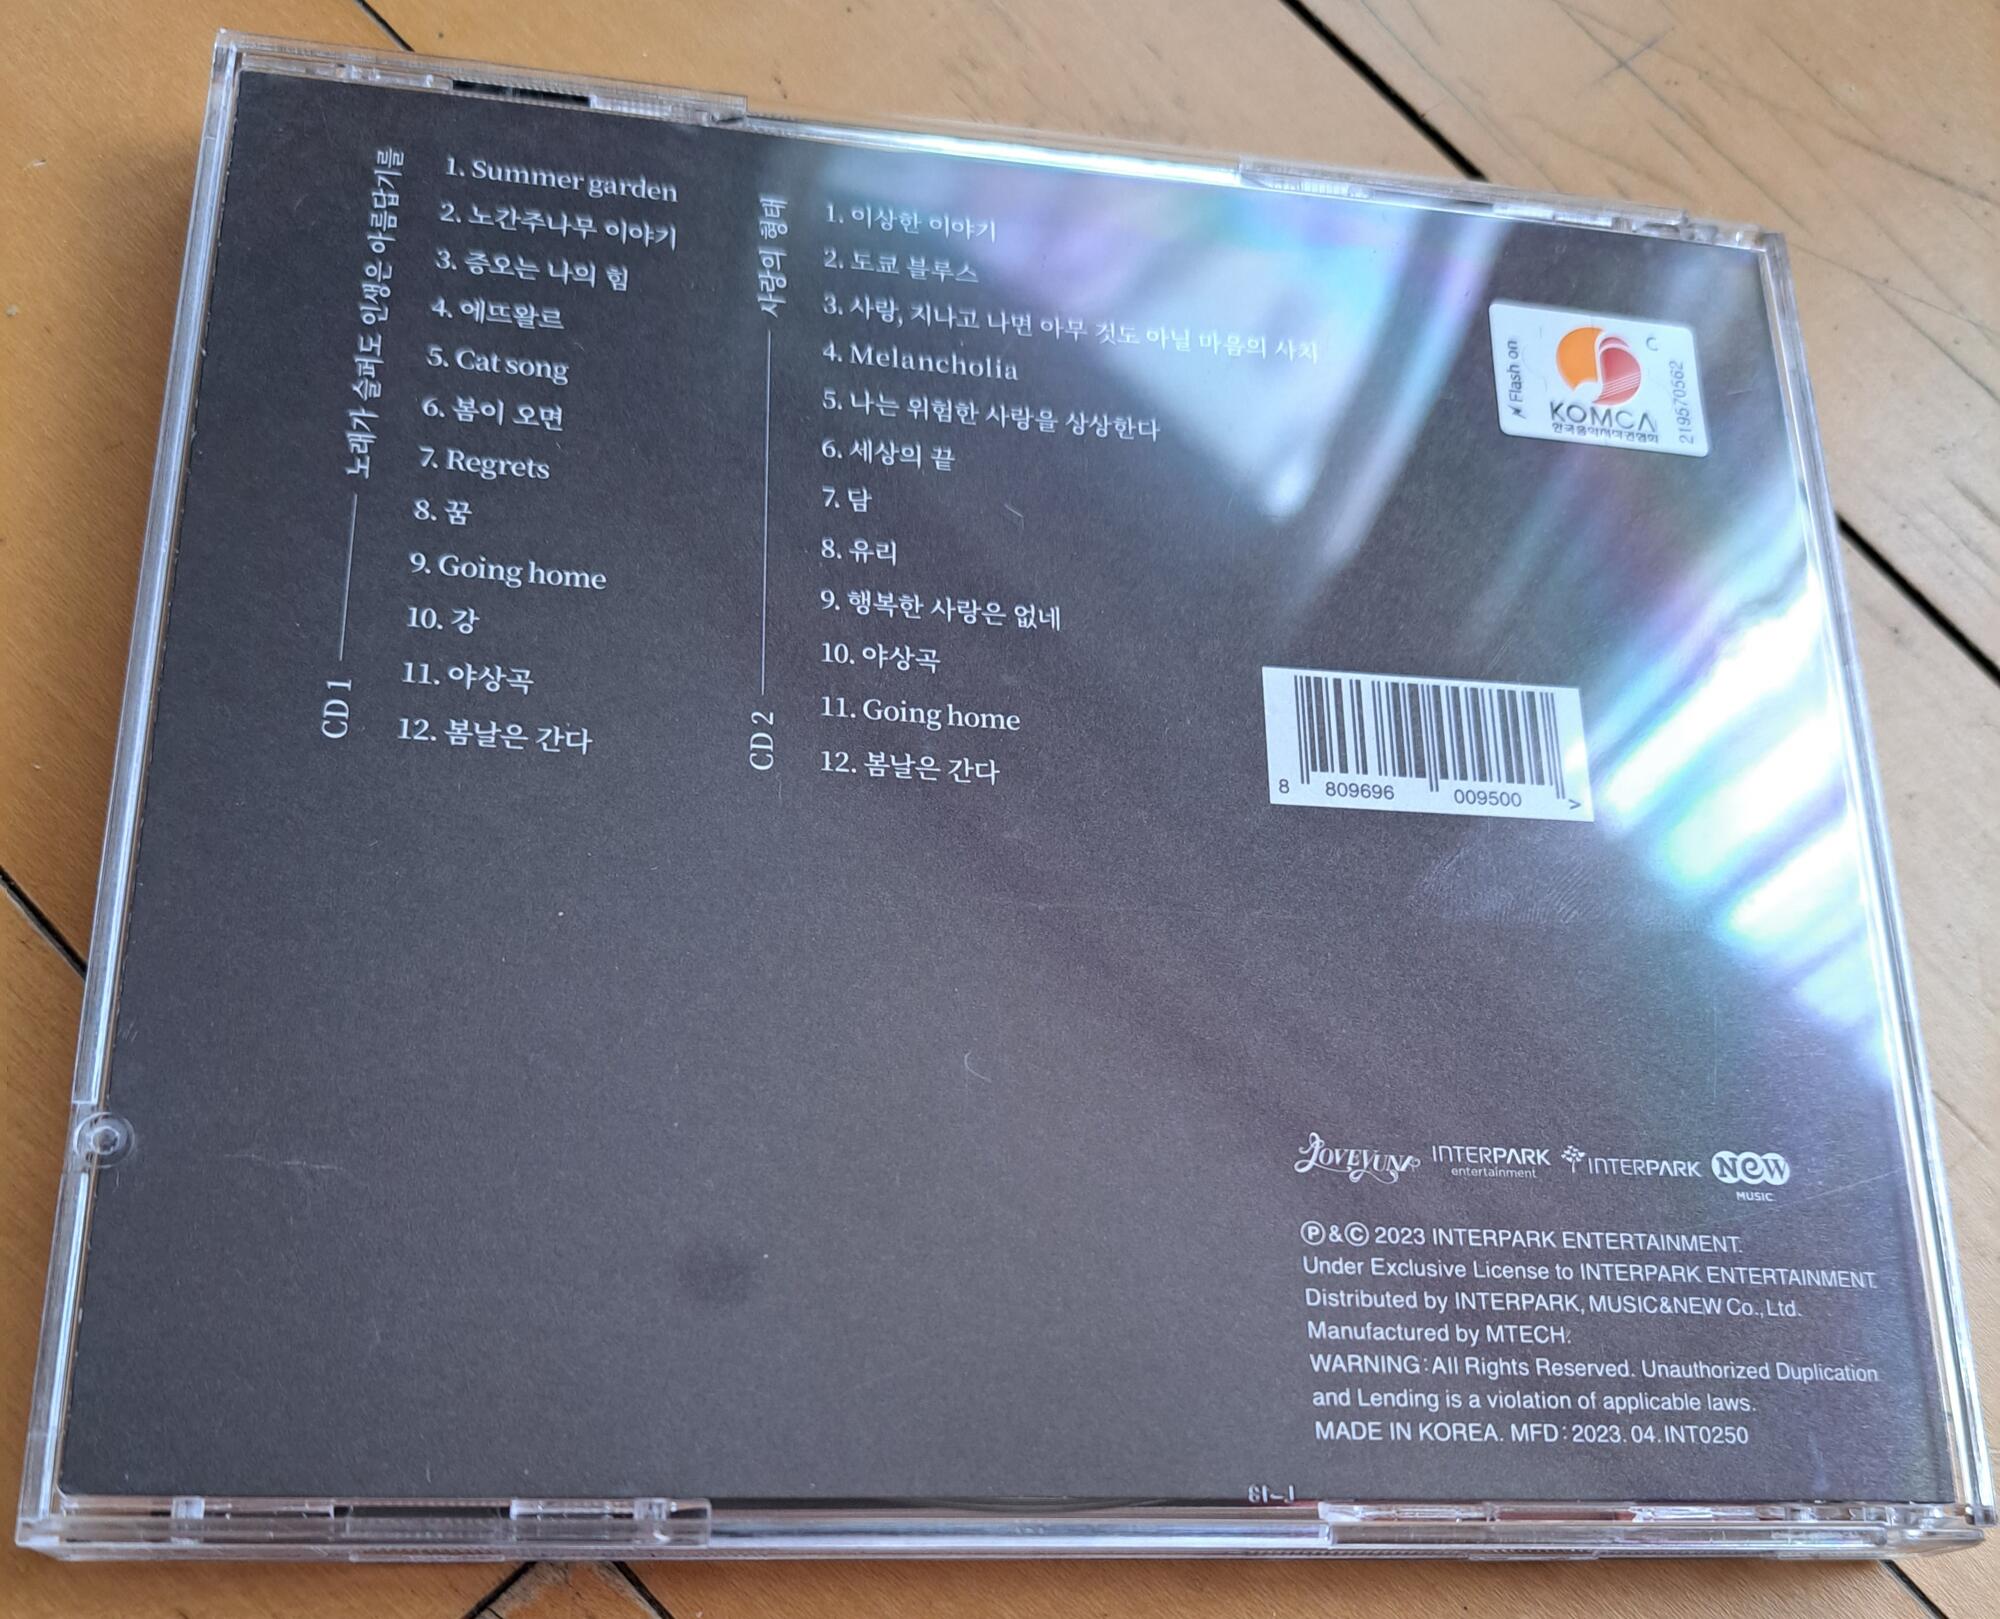 CD 1 노래가 슬퍼도 인생은 아름답기를
1. Summer garden
2. 노간주나무 이야기
3. 증오는 나의 힘
4. 에뜨왈르
5. Cat song
6. 봄이 오면
7. Regrets
8. 꿈
9. Going home
10. 강
11. 야상곡
12. 봄날은 간다
CD 2 사랑의 형태
1. 이상한 이야기
2. 도쿄 블루스
3. 사랑, 지나고 나면 아무 것도 아닐 마음의 사치
4. Melancholia
5. 나는 위험한 사랑을 상상한다
6. 세상의 끝
7. 담
8. 유리
9. 행복한 사랑은 없네
10. 야상곡
11. Going home
12. 봄날은 간다
Flash on
C
KOMCA
한국음악저작권협회
219570562
8 809696 009500 >
LOVEYUNA INTERPARK entertainment INTERPARK NEW MUSIC
Ⓟ&Ⓒ 2023 INTERPARK ENTERTAINMENT.
Under Exclusive License to INTERPARK ENTERTAINMENT.
Distributed by INTERPARK, MUSIC&NEW Co., Ltd.
Manufactured by MTECH.
WARNING : All Rights Reserved. Unauthorized Duplication
and Lending is a violation of applicable laws.
MADE IN KOREA. MFD : 2023. 04. INT0250